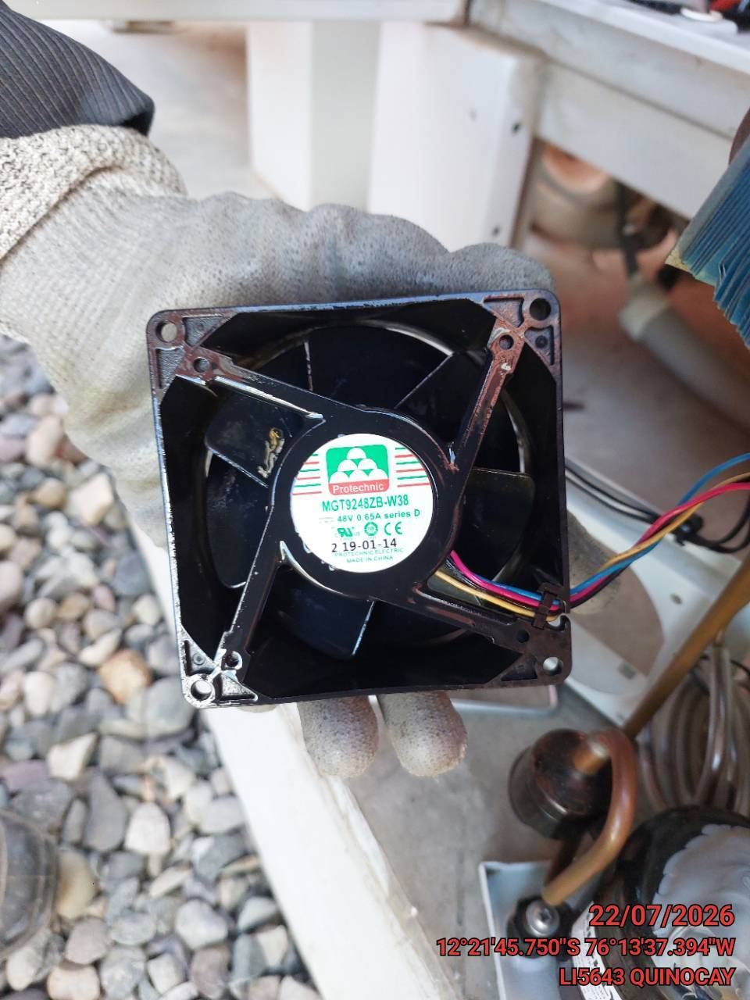 Protechnic
MGT9248ZB-W38
48V 0.65A series D
CE
2 19-01-14
PROTECHNIC ELECTRIC
MADE IN CHINA
22/07/2026
12°21'45.750"S 76°13'37.394"W
LI5643 QUINOCAY